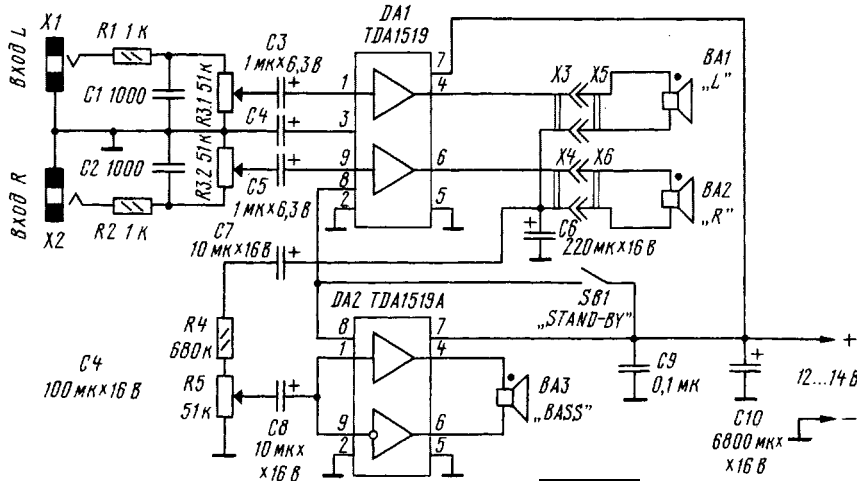 X1
ВХОД L
R1 1 К
C1 1000
R3.1 51к
C3
1 мк×6,3 В
DA1
TDA1519
1
7
4
X3
X5
BA1
„L"
C4
3
C2 1000
R3.2 51к
ВХОД R
X2
R2 1 К
C5
1 мк×6,3 В
9
8
2
6
5
X4
X6
BA2
„R"
C6
220 мк×16 В
C7
10 мк×16 В
SB1
„STAND-BY"
DA2 TDA1519A
R4
680к
8
1
7
4
C4
100 мк×16 В
R5
51к
C8
10 мк×
×16 В
9
2
6
5
BA3
„BASS"
C9
0,1 мк
+
12...14 В
−
C10
6800 мк×
×16 В